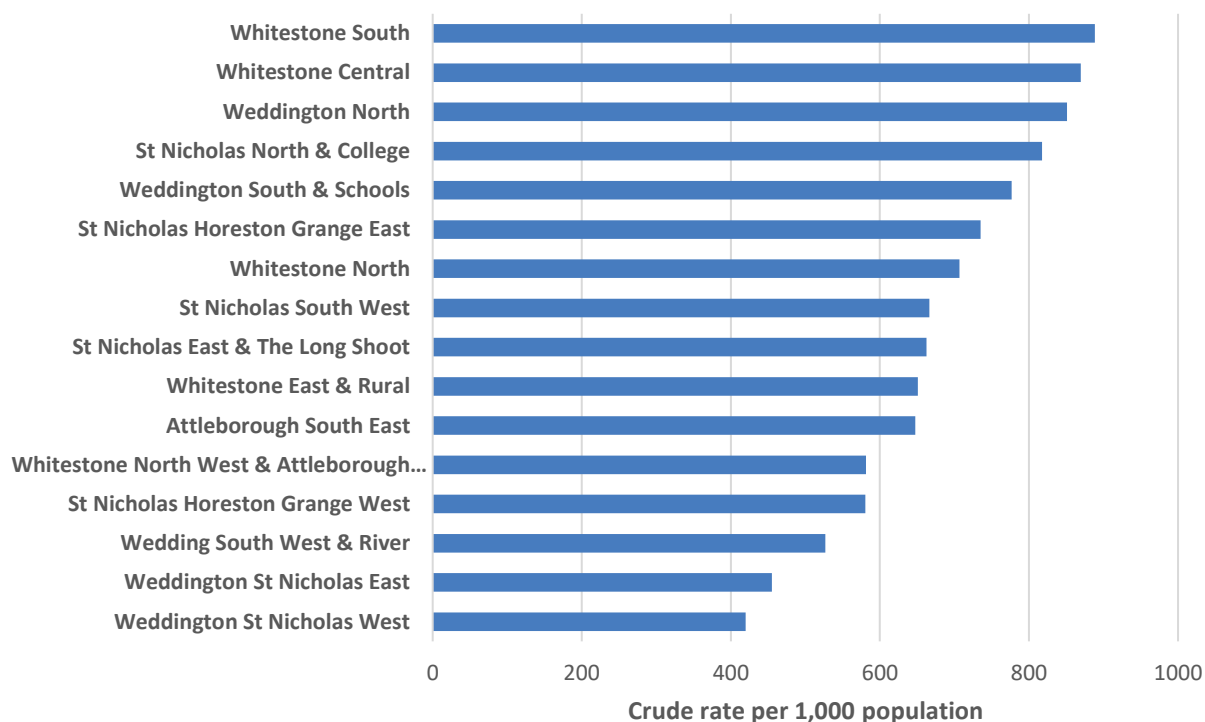 Whitestone South
Whitestone Central
Weddington North
St Nicholas North & College
Weddington South & Schools
St Nicholas Horeston Grange East
Whitestone North
St Nicholas South West
St Nicholas East & The Long Shoot
Whitestone East & Rural
Attleborough South East
Whitestone North West & Attleborough…
St Nicholas Horeston Grange West
Wedding South West & River
Weddington St Nicholas East
Weddington St Nicholas West
0 200 400 600 800 1000
Crude rate per 1,000 population